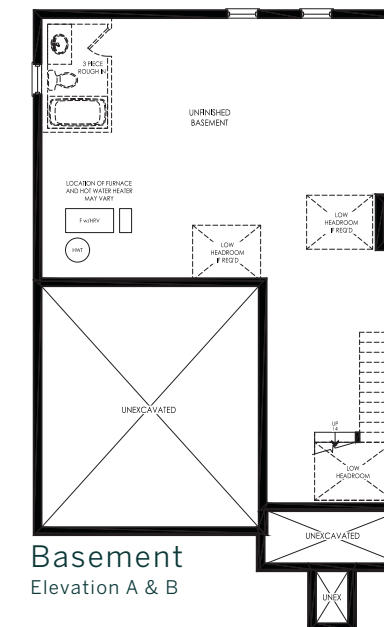 3 PIECE
ROUGH IN
UNFINISHED
BASEMENT
LOCATION OF FURNACE
AND HOT WATER HEATER
MAY VARY
F w/HRV
HWT
LOW
HEADROOM
IF REQ'D
LOW
HEADROOM
IF REQ'D
UNEXCAVATED
UP
14
LOW
HEADROOM
UNEXCAVATED
UNEX
Basement
Elevation A & B